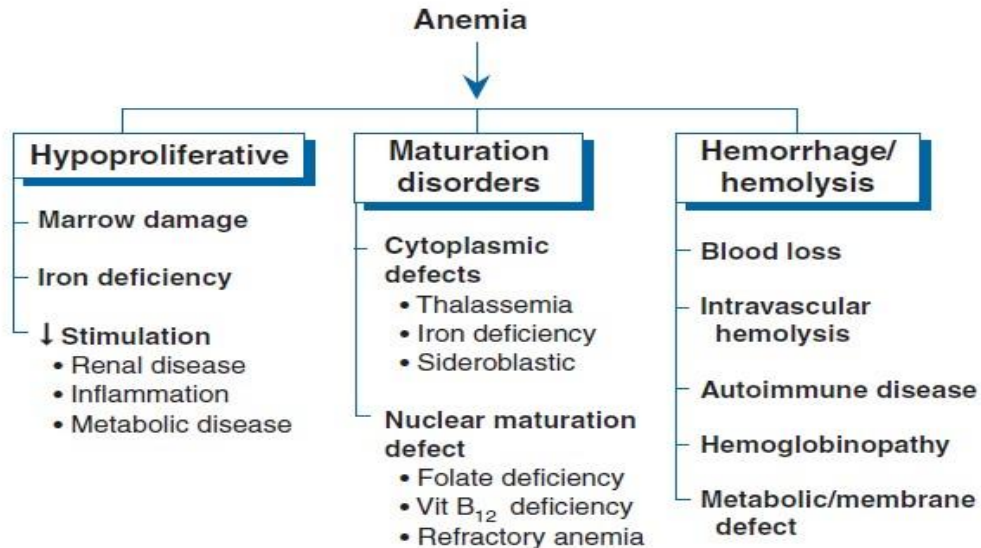 Anemia
Hypoproliferative
Marrow damage
Iron deficiency
↓ Stimulation
• Renal disease
• Inflammation
• Metabolic disease
Maturation
disorders
Cytoplasmic
defects
• Thalassemia
• Iron deficiency
• Sideroblastic
Nuclear maturation
defect
• Folate deficiency
• Vit B₁₂ deficiency
• Refractory anemia
Hemorrhage/
hemolysis
Blood loss
Intravascular
hemolysis
Autoimmune disease
Hemoglobinopathy
Metabolic/membrane
defect